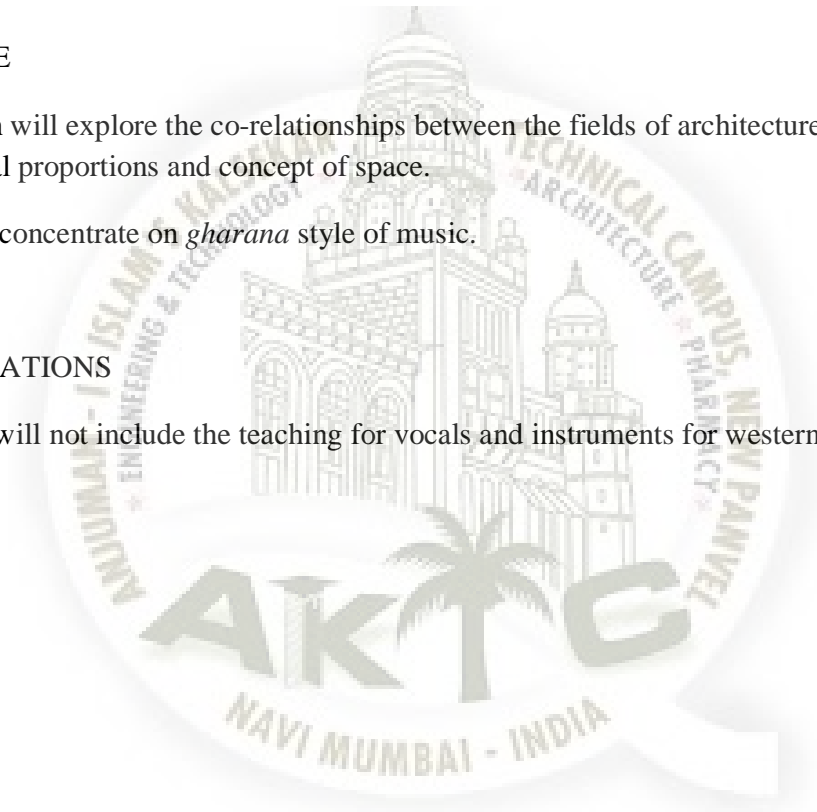 E
n will explore the co-relationships between the fields of architecture
al proportions and concept of space.
concentrate on gharana style of music.
ATIONS
will not include the teaching for vocals and instruments for western
ANJUMAN - I - ISLAM'S KALSEKAR TECHNICAL CAMPUS, NEW PANVEL
ENGINEERING & TECHNOLOGY * ARCHITECTURE * PHARMACY *
AKTC
NAVI MUMBAI - INDIA